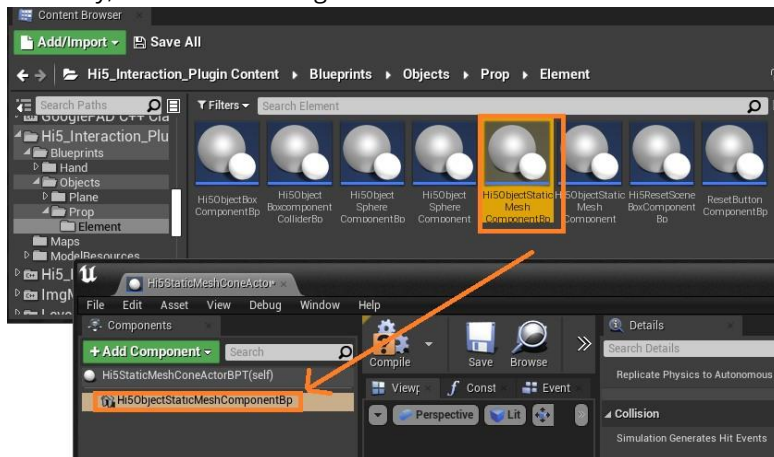 Content Browser
Add/Import Save All
Hi5_Interaction_Plugin Content Blueprints Objects Prop Element
Search Paths
Filters Search Element
Hi5_Interaction_Plu
Blueprints
Hand
Objects
Plane
Prop
Element
Maps
ModelResources
Hi5ObjectBox
ComponentBp
Hi5Object
Boxcomponent
ColliderBp
Hi5Object
Sphere
ComponentBp
Hi5Object
Sphere
Component
Hi5ObjectStatic
Mesh
ComponentBp
Hi5ObjectStatic
Mesh
Component
Hi5ResetScene
BoxComponent
Bp
ResetButton
ComponentBp
Hi5StaticMeshConeActor
File Edit Asset View Debug Window Help
Components
+Add Component Search
Hi5StaticMeshConeActorBPT(self)
Hi5ObjectStaticMeshComponentBp
Compile Save Browse
Const Event
Perspective Lit
Details
Search Details
Replicate Physics to Autonomous
Collision
Simulation Generates Hit Events